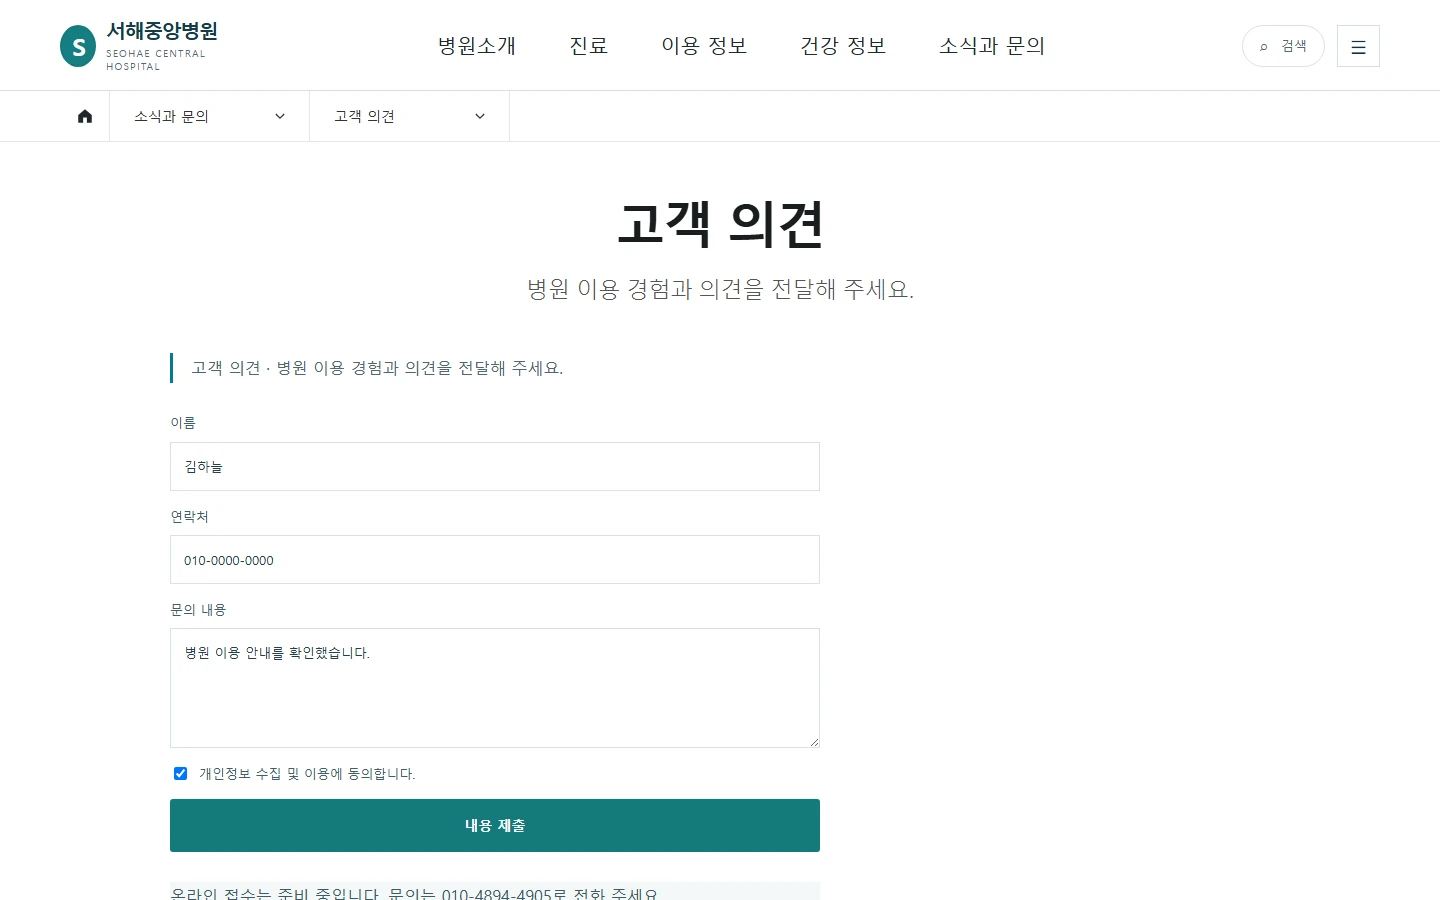 S
서해중앙병원
SEOHAE CENTRAL
HOSPITAL
병원소개
진료
이용 정보
건강 정보
소식과 문의
검색
소식과 문의
고객 의견
고객 의견
병원 이용 경험과 의견을 전달해 주세요.
고객 의견 · 병원 이용 경험과 의견을 전달해 주세요.
이름
김하늘
연락처
010-0000-0000
문의 내용
병원 이용 안내를 확인했습니다.
개인정보 수집 및 이용에 동의합니다.
내용 제출
온라인 접수는 준비 중입니다. 문의는 010-4894-4905로 전화 주세요